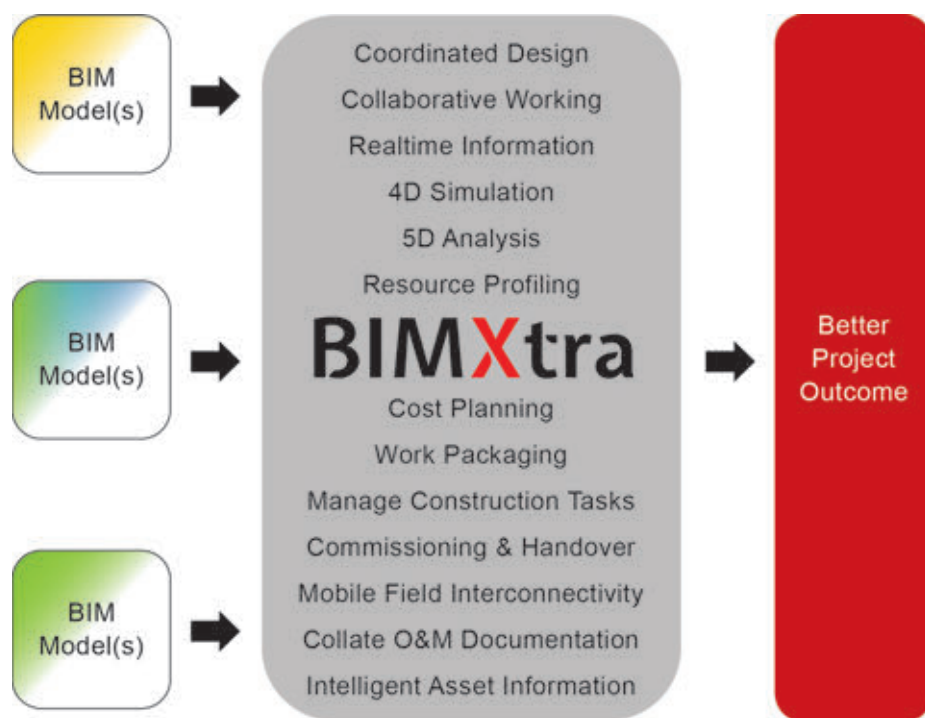 BIM
Model(s)
BIM
Model(s)
BIM
Model(s)
Coordinated Design
Collaborative Working
Realtime Information
4D Simulation
5D Analysis
Resource Profiling
BIMXtra
Cost Planning
Work Packaging
Manage Construction Tasks
Commissioning & Handover
Mobile Field Interconnectivity
Collate O&M Documentation
Intelligent Asset Information
Better
Project
Outcome